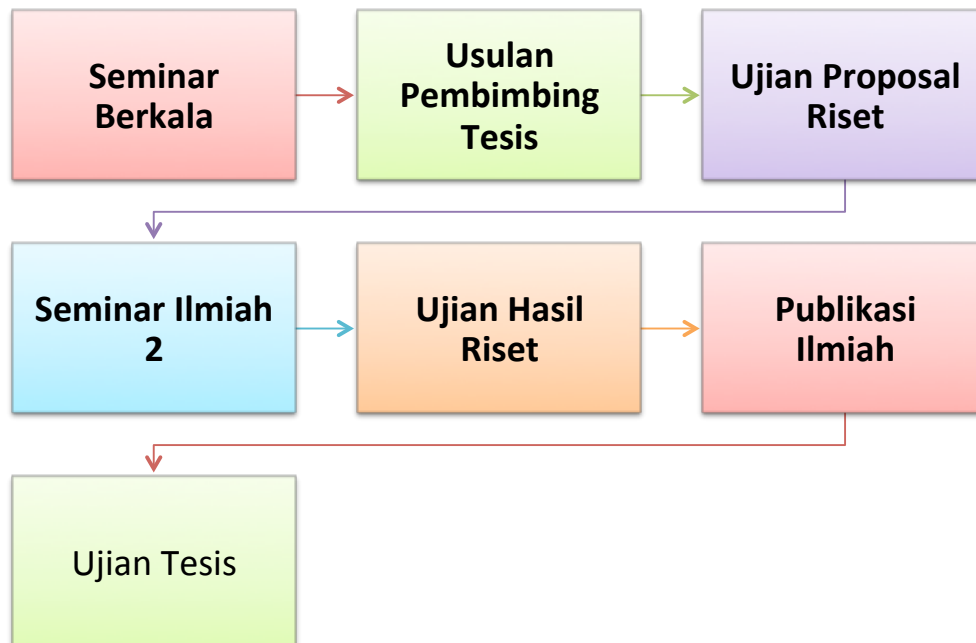 Seminar
Berkala
Usulan
Pembimbing
Tesis
Ujian Proposal
Riset
Seminar Ilmiah
2
Ujian Hasil
Riset
Publikasi
Ilmiah
Ujian Tesis